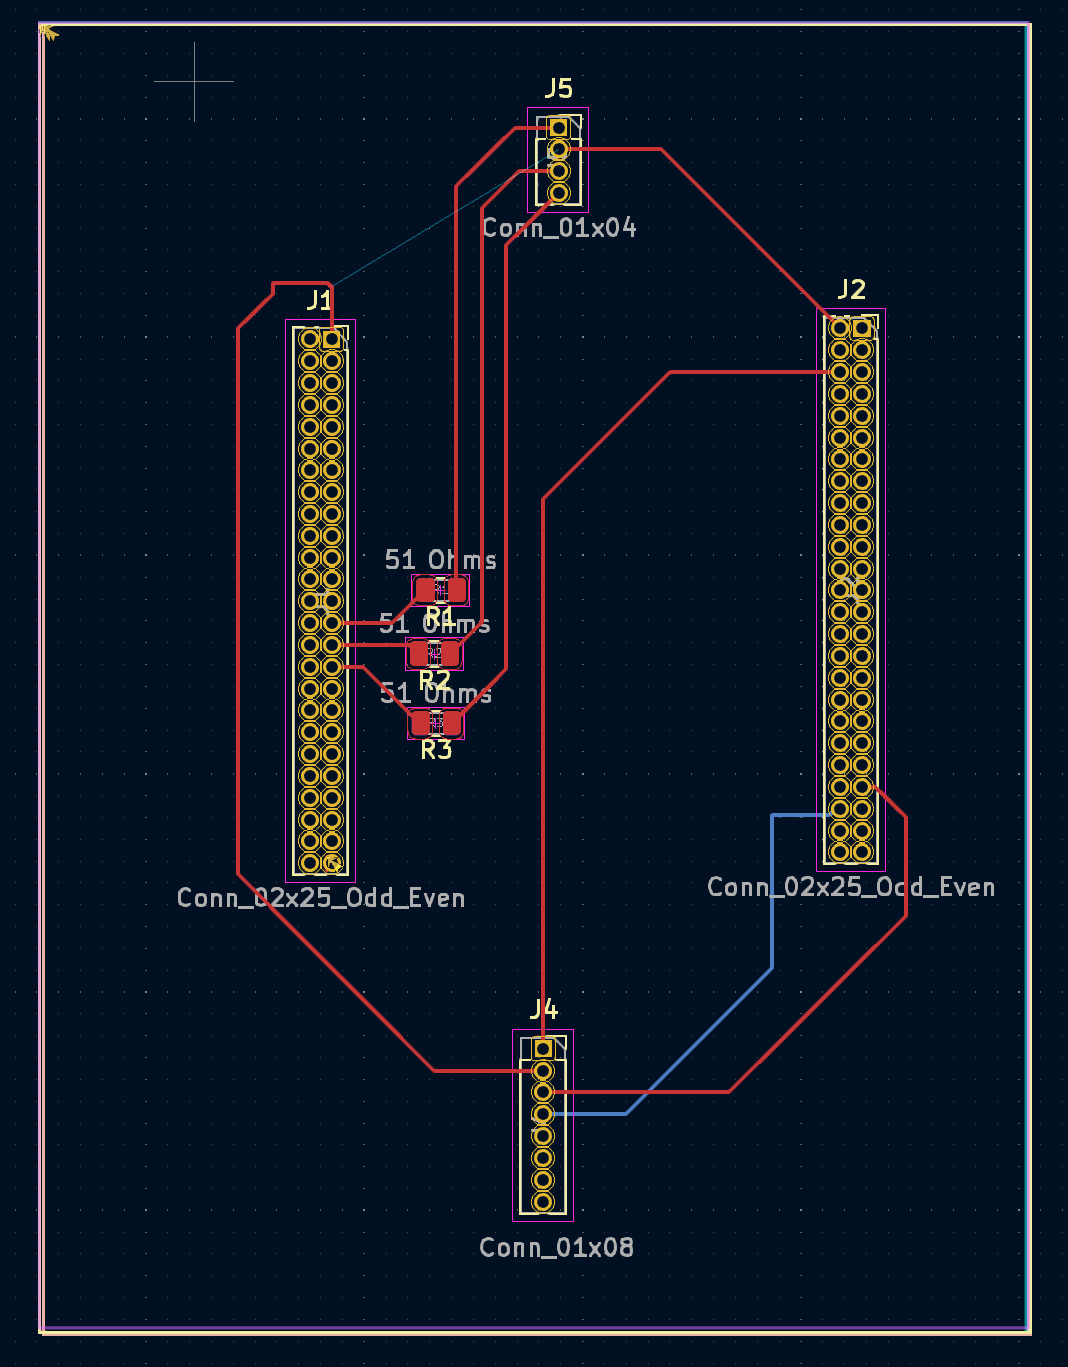 J5
Conn_01x04
J1
J2
51 Ohms
R1
51 Ohms
R2
51 Ohms
R3
Conn_02x25_Odd_Even
Conn_02x25_Odd_Even
J4
Conn_01x08